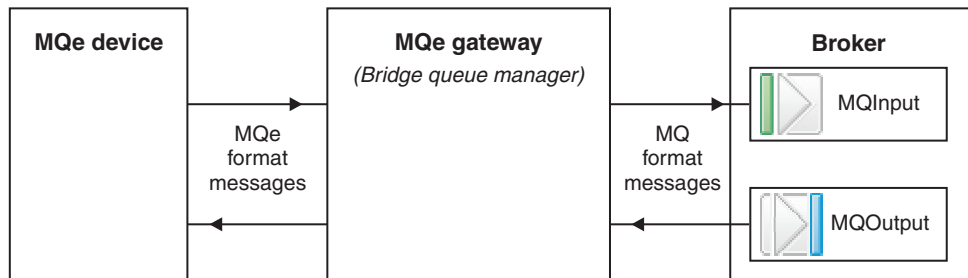 MQe device
MQe
format
messages
MQe gateway
(Bridge queue manager)
MQ
format
messages
Broker
MQInput
MQOutput